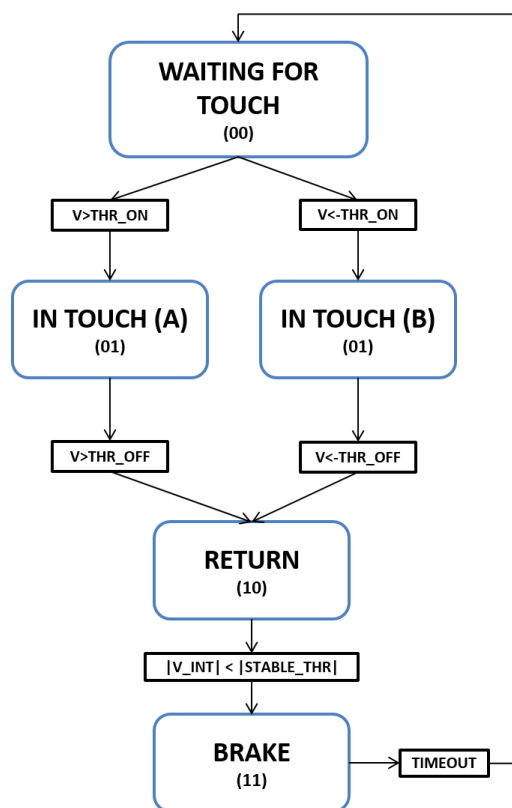 WAITING FOR
TOUCH
(00)
V>THR_ON
V<-THR_ON
IN TOUCH (A)
(01)
IN TOUCH (B)
(01)
V>THR_OFF
V<-THR_OFF
RETURN
(10)
|V_INT| < |STABLE_THR|
BRAKE
(11)
TIMEOUT